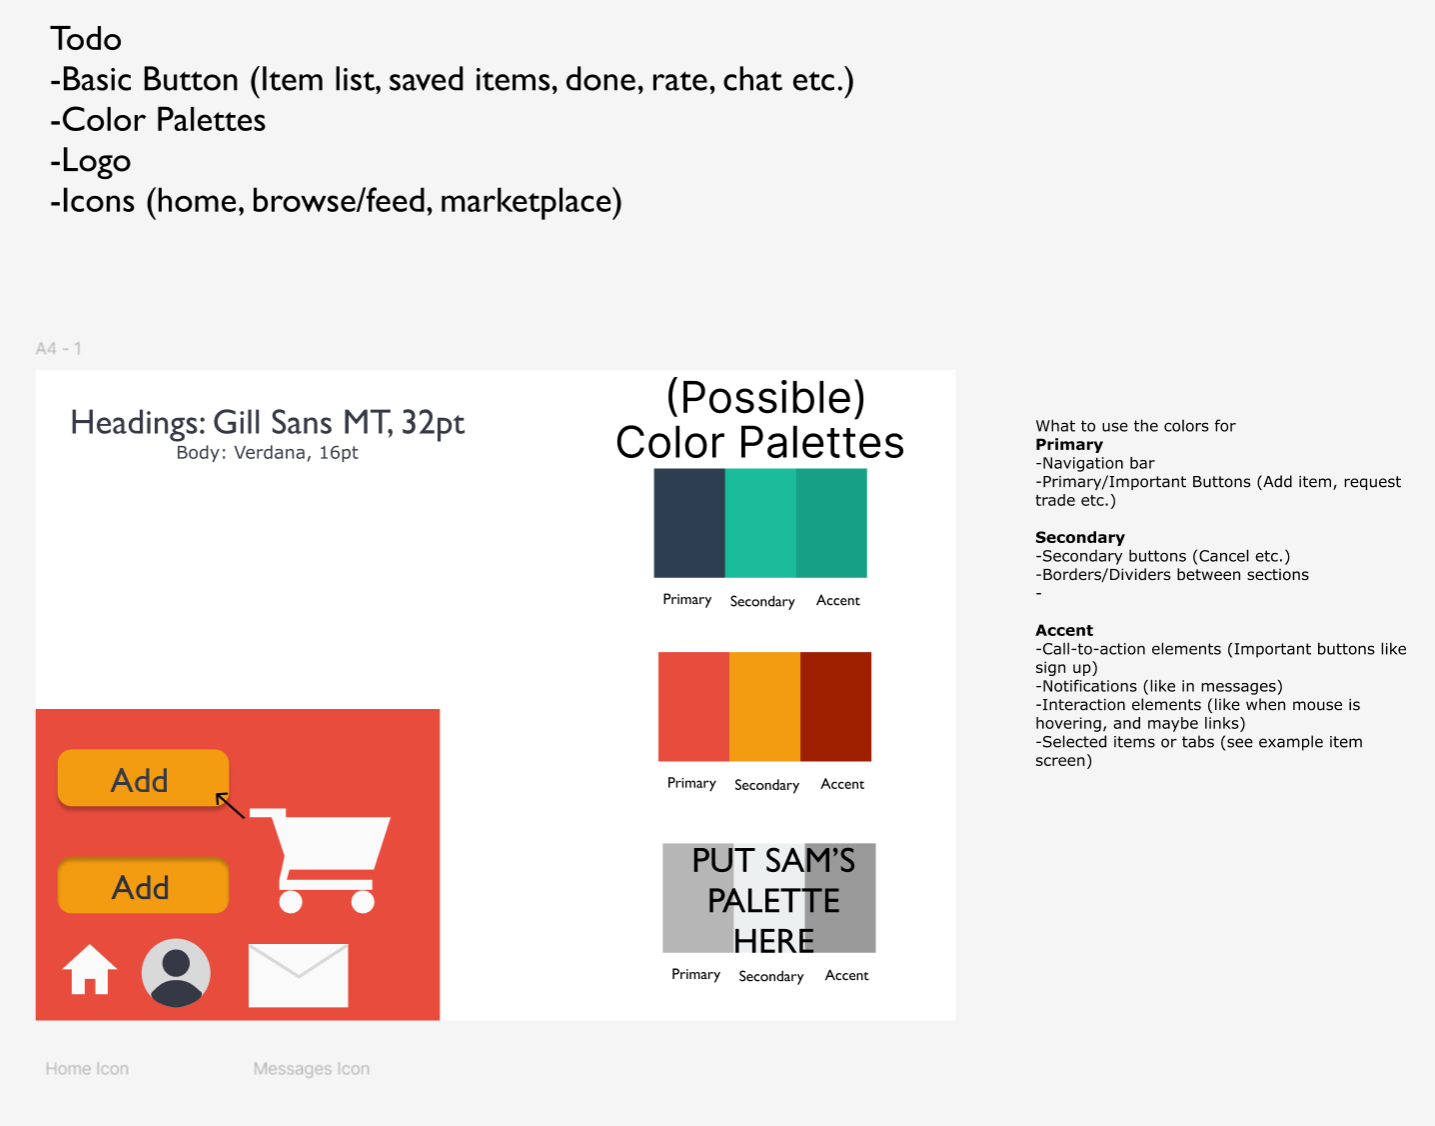 Todo
-Basic Button (Item list, saved items, done, rate, chat etc.)
-Color Palettes
-Logo
-Icons (home, browse/feed, marketplace)
A4 - 1
Headings: Gill Sans MT, 32pt
Body: Verdana, 16pt
(Possible)
Color Palettes
Primary
Secondary
Accent
Primary
Secondary
Accent
PUT SAM'S
PALETTE
HERE
Primary
Secondary
Accent
Add
Add
Home Icon
Messages Icon
What to use the colors for
Primary
-Navigation bar
-Primary/Important Buttons (Add item, request
trade etc.)
Secondary
-Secondary buttons (Cancel etc.)
-Borders/Dividers between sections
-
Accent
-Call-to-action elements (Important buttons like
sign up)
-Notifications (like in messages)
-Interaction elements (like when mouse is
hovering, and maybe links)
-Selected items or tabs (see example item
screen)